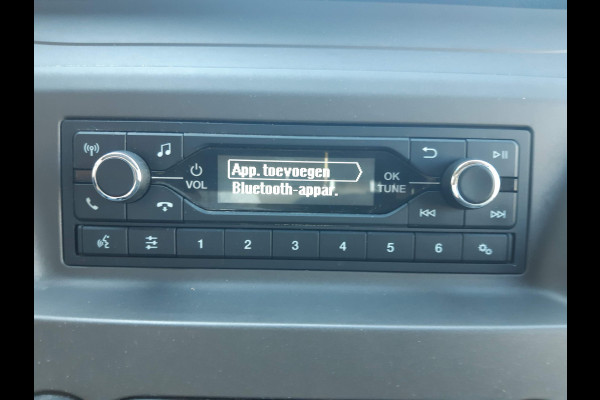 App. toevoegen
Bluetooth-appar.
VOL
OK
TUNE
1 2 3 4 5 6